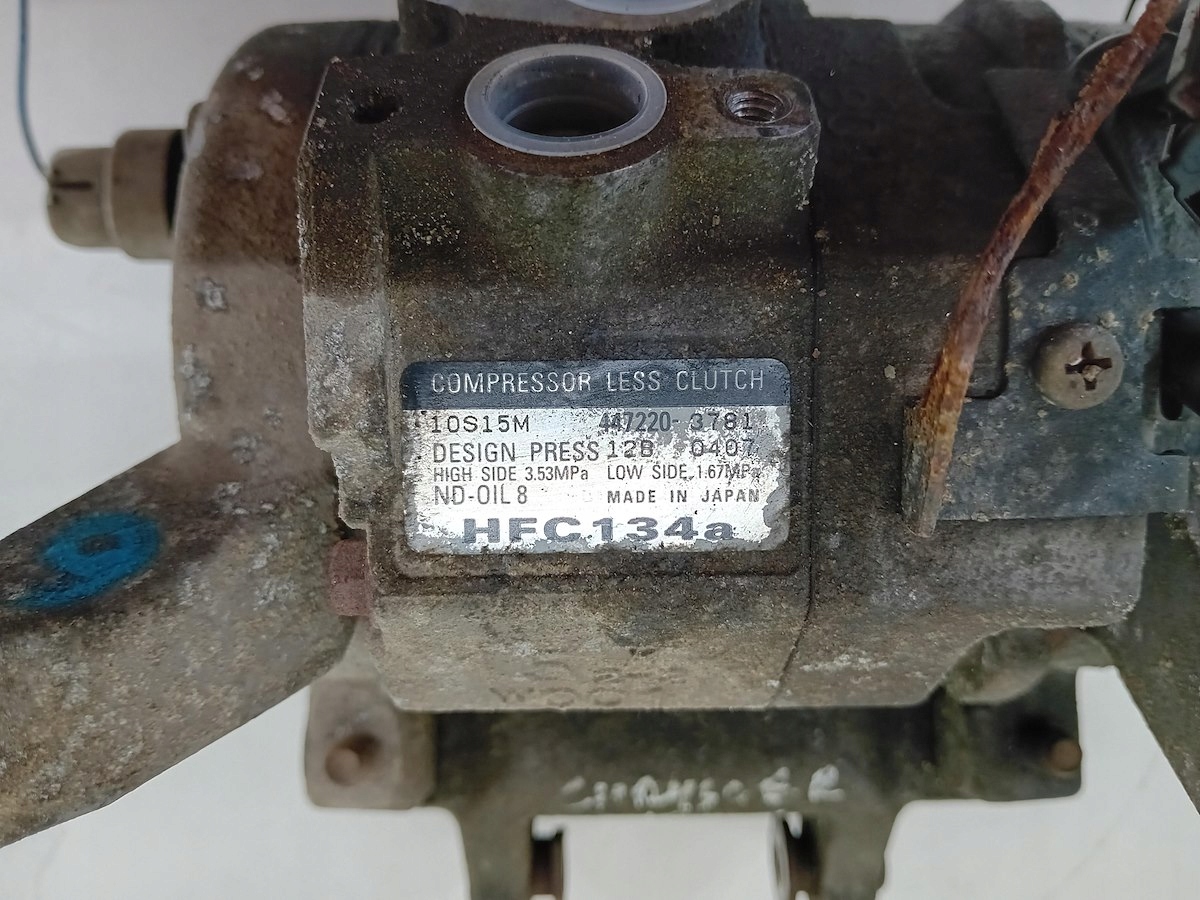 COMPRESSOR LESS CLUTCH
10S15M 447220-3781
DESIGN PRESS 12B 0407
HIGH SIDE 3.53MPa LOW SIDE 1.67MPa
ND-OIL 8 MADE IN JAPAN
HFC134a